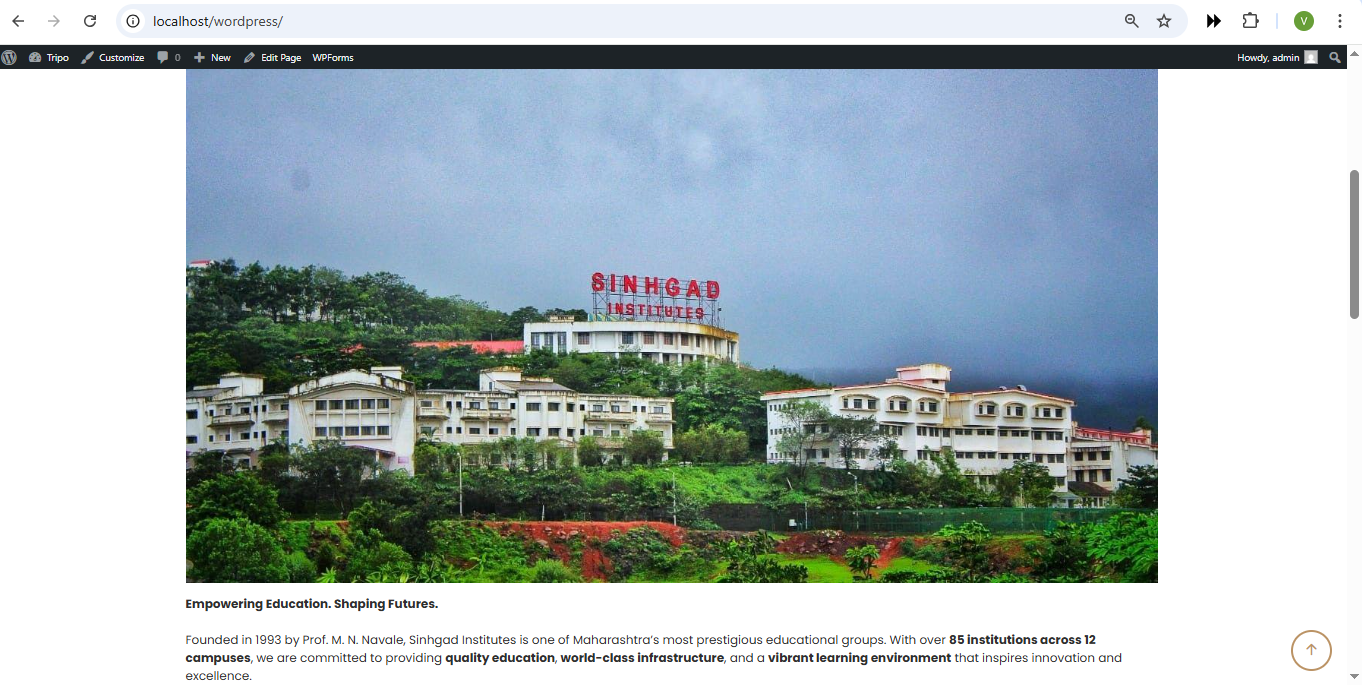 localhost/wordpress/
V
Tripo Customize 0 New Edit Page WPForms Howdy, admin
SINHGAD
INSTITUTES
Empowering Education. Shaping Futures.
Founded in 1993 by Prof. M. N. Navale, Sinhgad Institutes is one of Maharashtra’s most prestigious educational groups. With over 85 institutions across 12
campuses, we are committed to providing quality education, world-class infrastructure, and a vibrant learning environment that inspires innovation and
excellence.